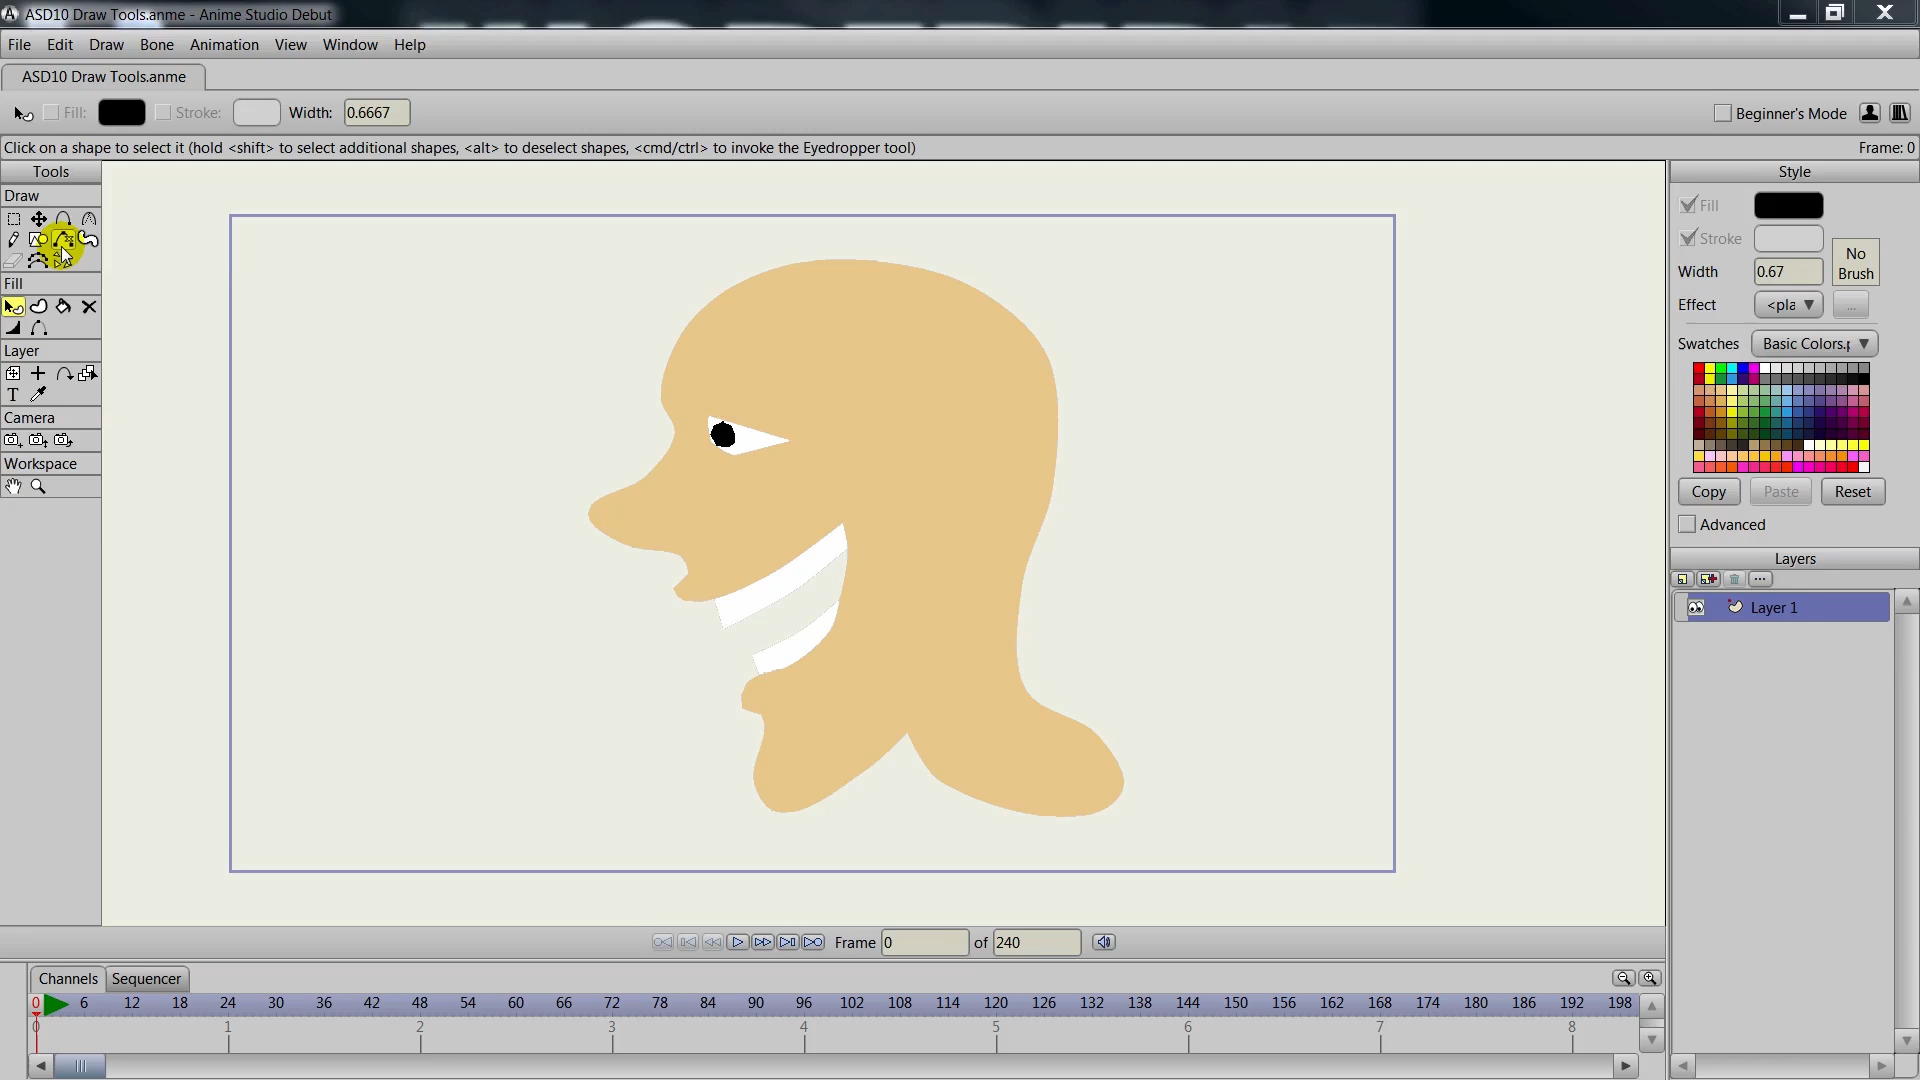 ASD10 Draw Tools.anme - Anime Studio Debut
File Edit Draw Bone Animation View Window Help
ASD10 Draw Tools.anme
Fill: Stroke: Width: 0.6667 Beginner's Mode
Click on a shape to select it (hold <shift> to select additional shapes, <alt> to deselect shapes, <cmd/ctrl> to invoke the Eyedropper tool) Frame: 0
Tools
Draw
Fill
Layer
T
Camera
Workspace
Style
Fill
Stroke
No
Brush
Width 0.67
Effect <pla ...
Swatches Basic Colors.
Copy Paste Reset
Advanced
Layers
Layer 1
Frame 0 of 240
Channels Sequencer
0 6 12 18 24 30 36 42 48 54 60 66 72 78 84 90 96 102 108 114 120 126 132 138 144 150 156 162 168 174 180 186 192 198
0 1 2 3 4 5 6 7 8